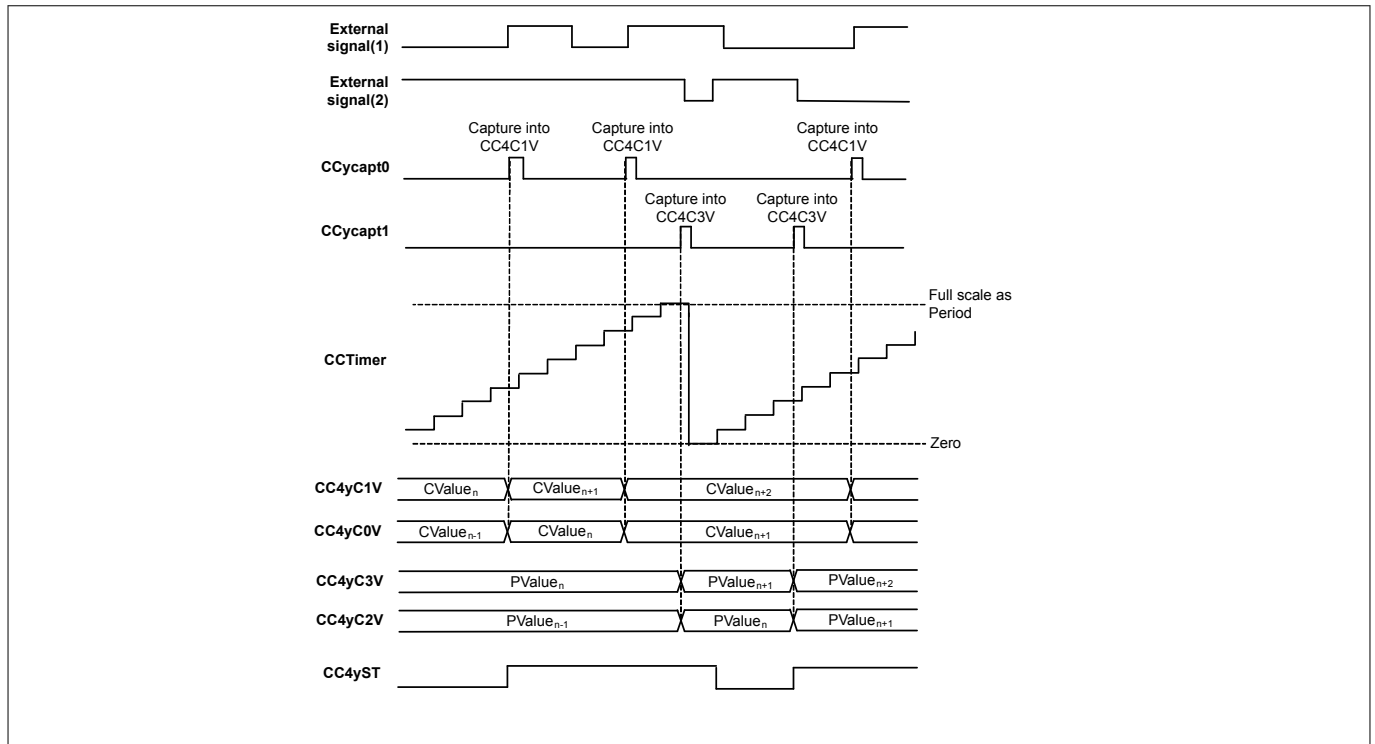 External
signal(1)
External
signal(2)
Capture into
CC4C1V
Capture into
CC4C1V
Capture into
CC4C1V
CCycapt0
Capture into
CC4C3V
Capture into
CC4C3V
CCycapt1
Full scale as
Period
CCTimer
Zero
CC4yC1V CValuen CValuen+1 CValuen+2
CC4yC0V CValuen-1 CValuen CValuen+1
CC4yC3V PValuen PValuen+1 PValuen+2
CC4yC2V PValuen-1 PValuen PValuen+1
CC4yST